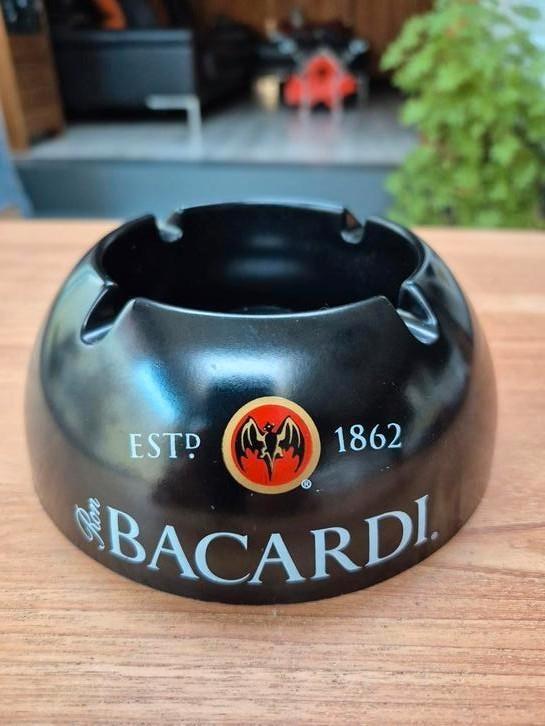 ESTD. 1862
®
Ron BACARDI.